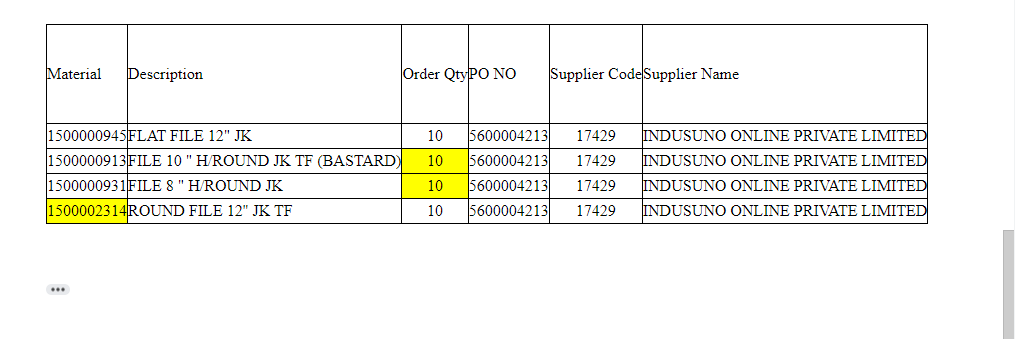 Material Description Order Qty PO NO Supplier Code Supplier Name
1500000945 FLAT FILE 12" JK 10 5600004213 17429 INDUSUNO ONLINE PRIVATE LIMITED
1500000913 FILE 10 " H/ROUND JK TF (BASTARD) 10 5600004213 17429 INDUSUNO ONLINE PRIVATE LIMITED
1500000931 FILE 8 " H/ROUND JK 10 5600004213 17429 INDUSUNO ONLINE PRIVATE LIMITED
1500002314 ROUND FILE 12" JK TF 10 5600004213 17429 INDUSUNO ONLINE PRIVATE LIMITED